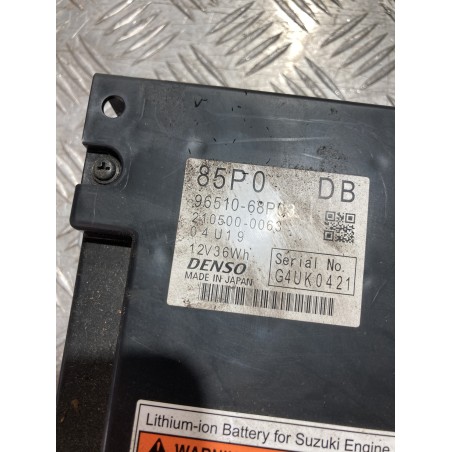 85P0 DB
96510-68P0
210500-0063
04U19
12V36Wh
DENSO
MADE IN JAPAN
Serial No.
G4UK0421
Lithium-ion Battery for Suzuki Engine
WARNING